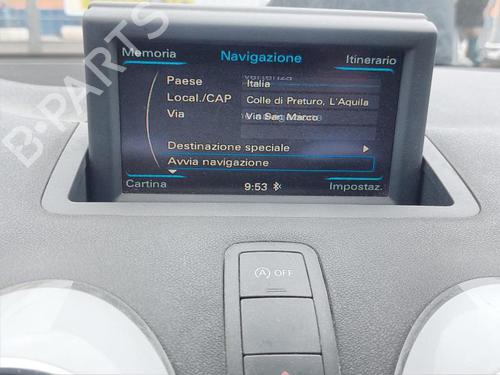 B-PARTS
Memoria Navigazione Itinerario
Paese Italia
Local./CAP Colle di Preturo, L'Aquila
Via Via San Marco
Destinazione speciale
Avvia navigazione
Cartina 9:53 Impostaz.
A OFF